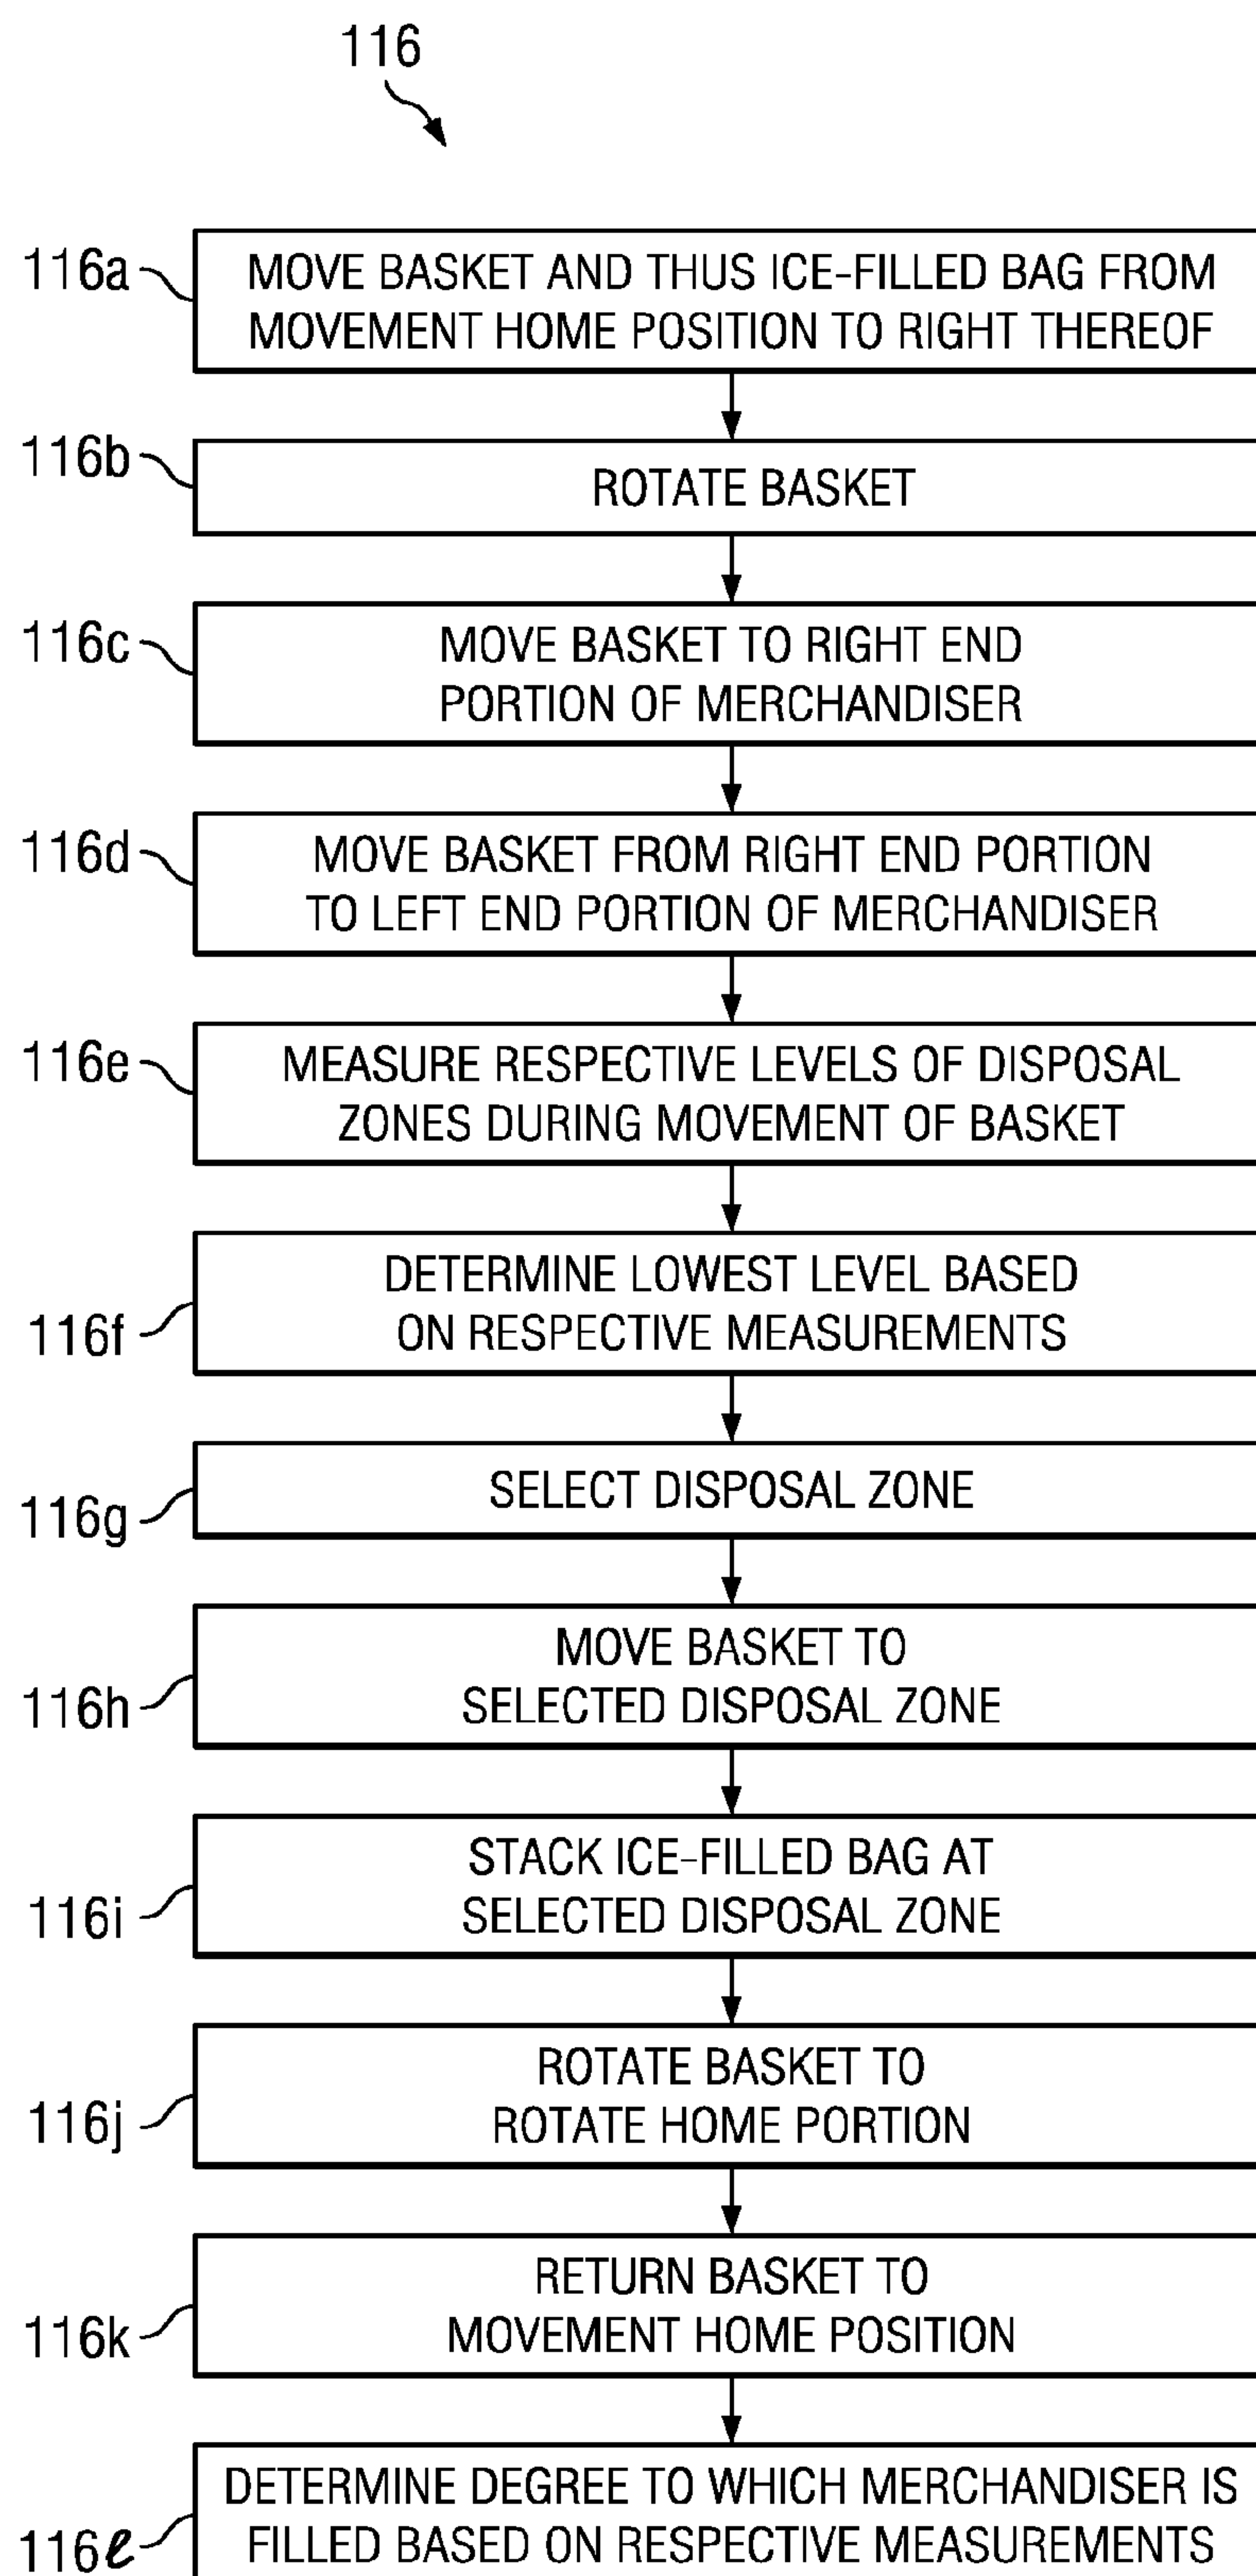 116
116a
MOVE BASKET AND THUS ICE-FILLED BAG FROM
MOVEMENT HOME POSITION TO RIGHT THEREOF
116b
ROTATE BASKET
116c
MOVE BASKET TO RIGHT END
PORTION OF MERCHANDISER
116d
MOVE BASKET FROM RIGHT END PORTION
TO LEFT END PORTION OF MERCHANDISER
116e
MEASURE RESPECTIVE LEVELS OF DISPOSAL
ZONES DURING MOVEMENT OF BASKET
116f
DETERMINE LOWEST LEVEL BASED
ON RESPECTIVE MEASUREMENTS
116g
SELECT DISPOSAL ZONE
116h
MOVE BASKET TO
SELECTED DISPOSAL ZONE
116i
STACK ICE-FILLED BAG AT
SELECTED DISPOSAL ZONE
116j
ROTATE BASKET TO
ROTATE HOME PORTION
116k
RETURN BASKET TO
MOVEMENT HOME POSITION
116ℓ
DETERMINE DEGREE TO WHICH MERCHANDISER IS
FILLED BASED ON RESPECTIVE MEASUREMENTS